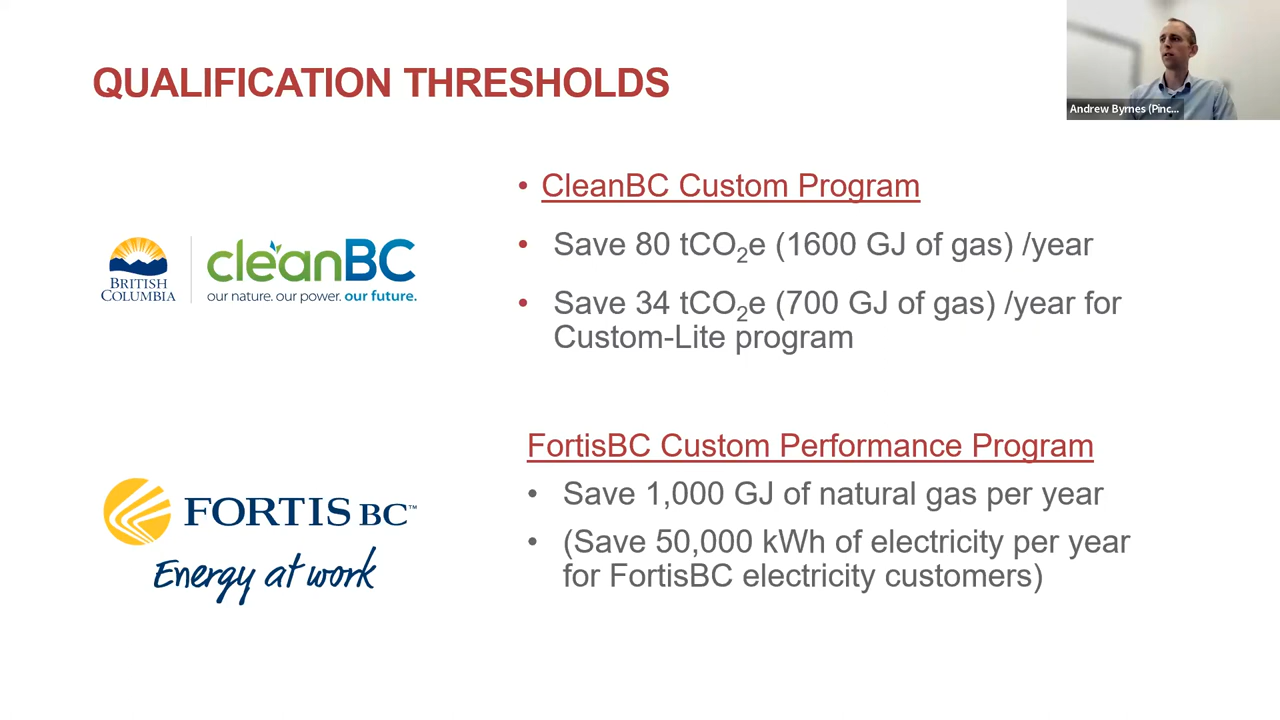 QUALIFICATION THRESHOLDS
Andrew Byrnes (Pinc...
• CleanBC Custom Program
• Save 80 tCO₂e (1600 GJ of gas) /year
• Save 34 tCO₂e (700 GJ of gas) /year for
Custom-Lite program
BRITISH
COLUMBIA
cleanBC
our nature. our power. our future.
FortisBC Custom Performance Program
• Save 1,000 GJ of natural gas per year
• (Save 50,000 kWh of electricity per year
for FortisBC electricity customers)
FORTIS BC™
Energy at work